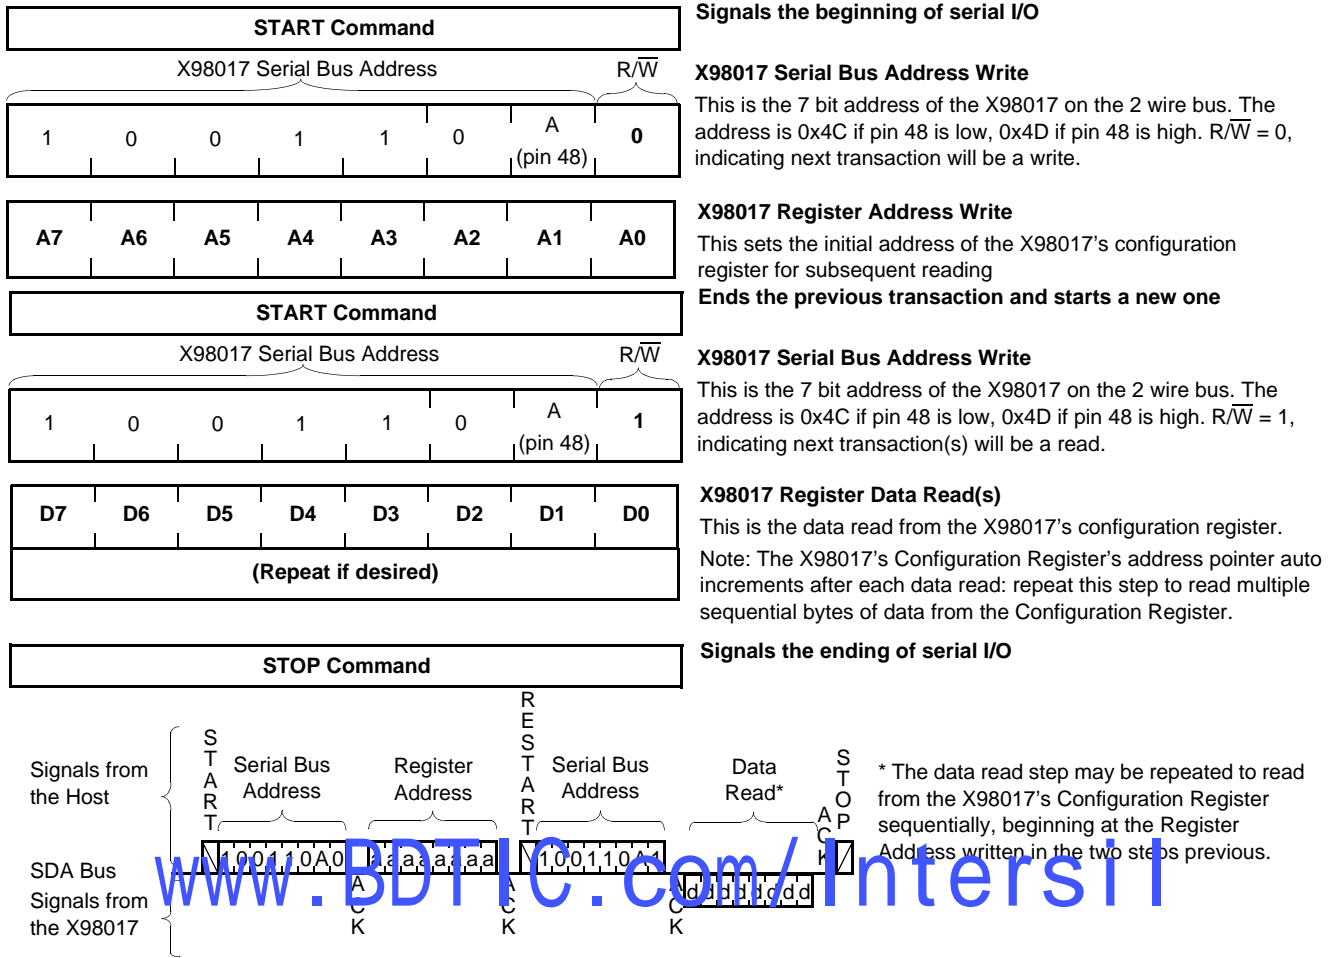 START Command
Signals the beginning of serial I/O
X98017 Serial Bus Address R/W̅
1 0 0 1 1 0 A (pin 48) 0
X98017 Serial Bus Address Write
This is the 7 bit address of the X98017 on the 2 wire bus. The
address is 0x4C if pin 48 is low, 0x4D if pin 48 is high. R/W̅ = 0,
indicating next transaction will be a write.
A7 A6 A5 A4 A3 A2 A1 A0
X98017 Register Address Write
This sets the initial address of the X98017's configuration
register for subsequent reading
START Command
Ends the previous transaction and starts a new one
X98017 Serial Bus Address R/W̅
1 0 0 1 1 0 A (pin 48) 1
X98017 Serial Bus Address Write
This is the 7 bit address of the X98017 on the 2 wire bus. The
address is 0x4C if pin 48 is low, 0x4D if pin 48 is high. R/W̅ = 1,
indicating next transaction(s) will be a read.
D7 D6 D5 D4 D3 D2 D1 D0
(Repeat if desired)
X98017 Register Data Read(s)
This is the data read from the X98017's configuration register.
Note: The X98017's Configuration Register's address pointer auto
increments after each data read: repeat this step to read multiple
sequential bytes of data from the Configuration Register.
STOP Command
Signals the ending of serial I/O
Signals from
the Host
START
Serial Bus
Address
Register
Address
RESTART
Serial Bus
Address
Data
Read*
ACK
STOP
* The data read step may be repeated to read
from the X98017's Configuration Register
sequentially, beginning at the Register
Address written in the two steps previous.
SDA Bus
1 0 0 1 1 0 A 0
a a a a a a a a
1 0 0 1 1 0 A 1
d d d d d d d d
Signals from
the X98017
ACK
ACK
ACK
www.BDTIC.com/Intersil